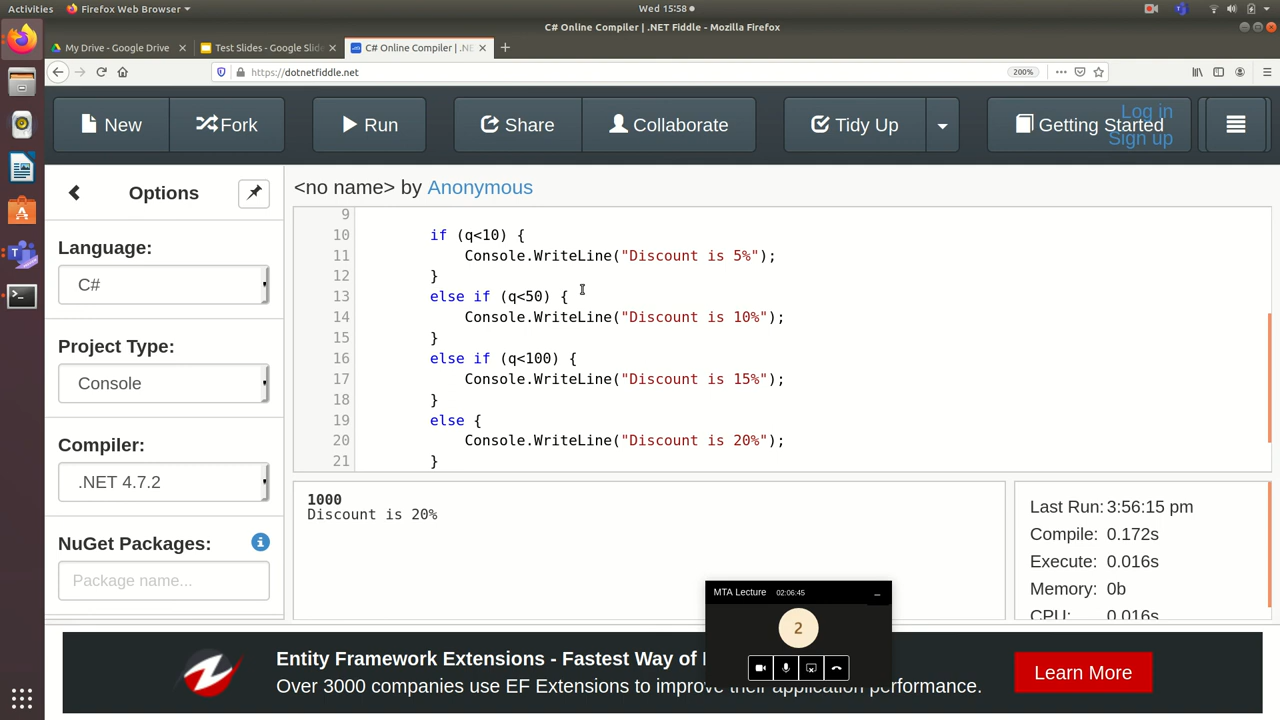 Activities Firefox Web Browser Wed 15:58
C# Online Compiler | .NET Fiddle - Mozilla Firefox
My Drive - Google Drive Test Slides - Google Slide C# Online Compiler | .NE
https://dotnetfiddle.net 200%
New Fork Run Share Collaborate Tidy Up Getting Started Log in Sign up
Options
<no name> by Anonymous
Language:
C#
Project Type:
Console
Compiler:
.NET 4.7.2
NuGet Packages:
Package name...
9
10 if (q<10) {
11 Console.WriteLine("Discount is 5%");
12 }
13 else if (q<50) {
14 Console.WriteLine("Discount is 10%");
15 }
16 else if (q<100) {
17 Console.WriteLine("Discount is 15%");
18 }
19 else {
20 Console.WriteLine("Discount is 20%");
21 }
1000
Discount is 20%
Last Run: 3:56:15 pm
Compile: 0.172s
Execute: 0.016s
Memory: 0b
CPU: 0.016s
MTA Lecture 02:06:45
2
Entity Framework Extensions - Fastest Way of
Over 3000 companies use EF Extensions to improve their application performance.
Learn More